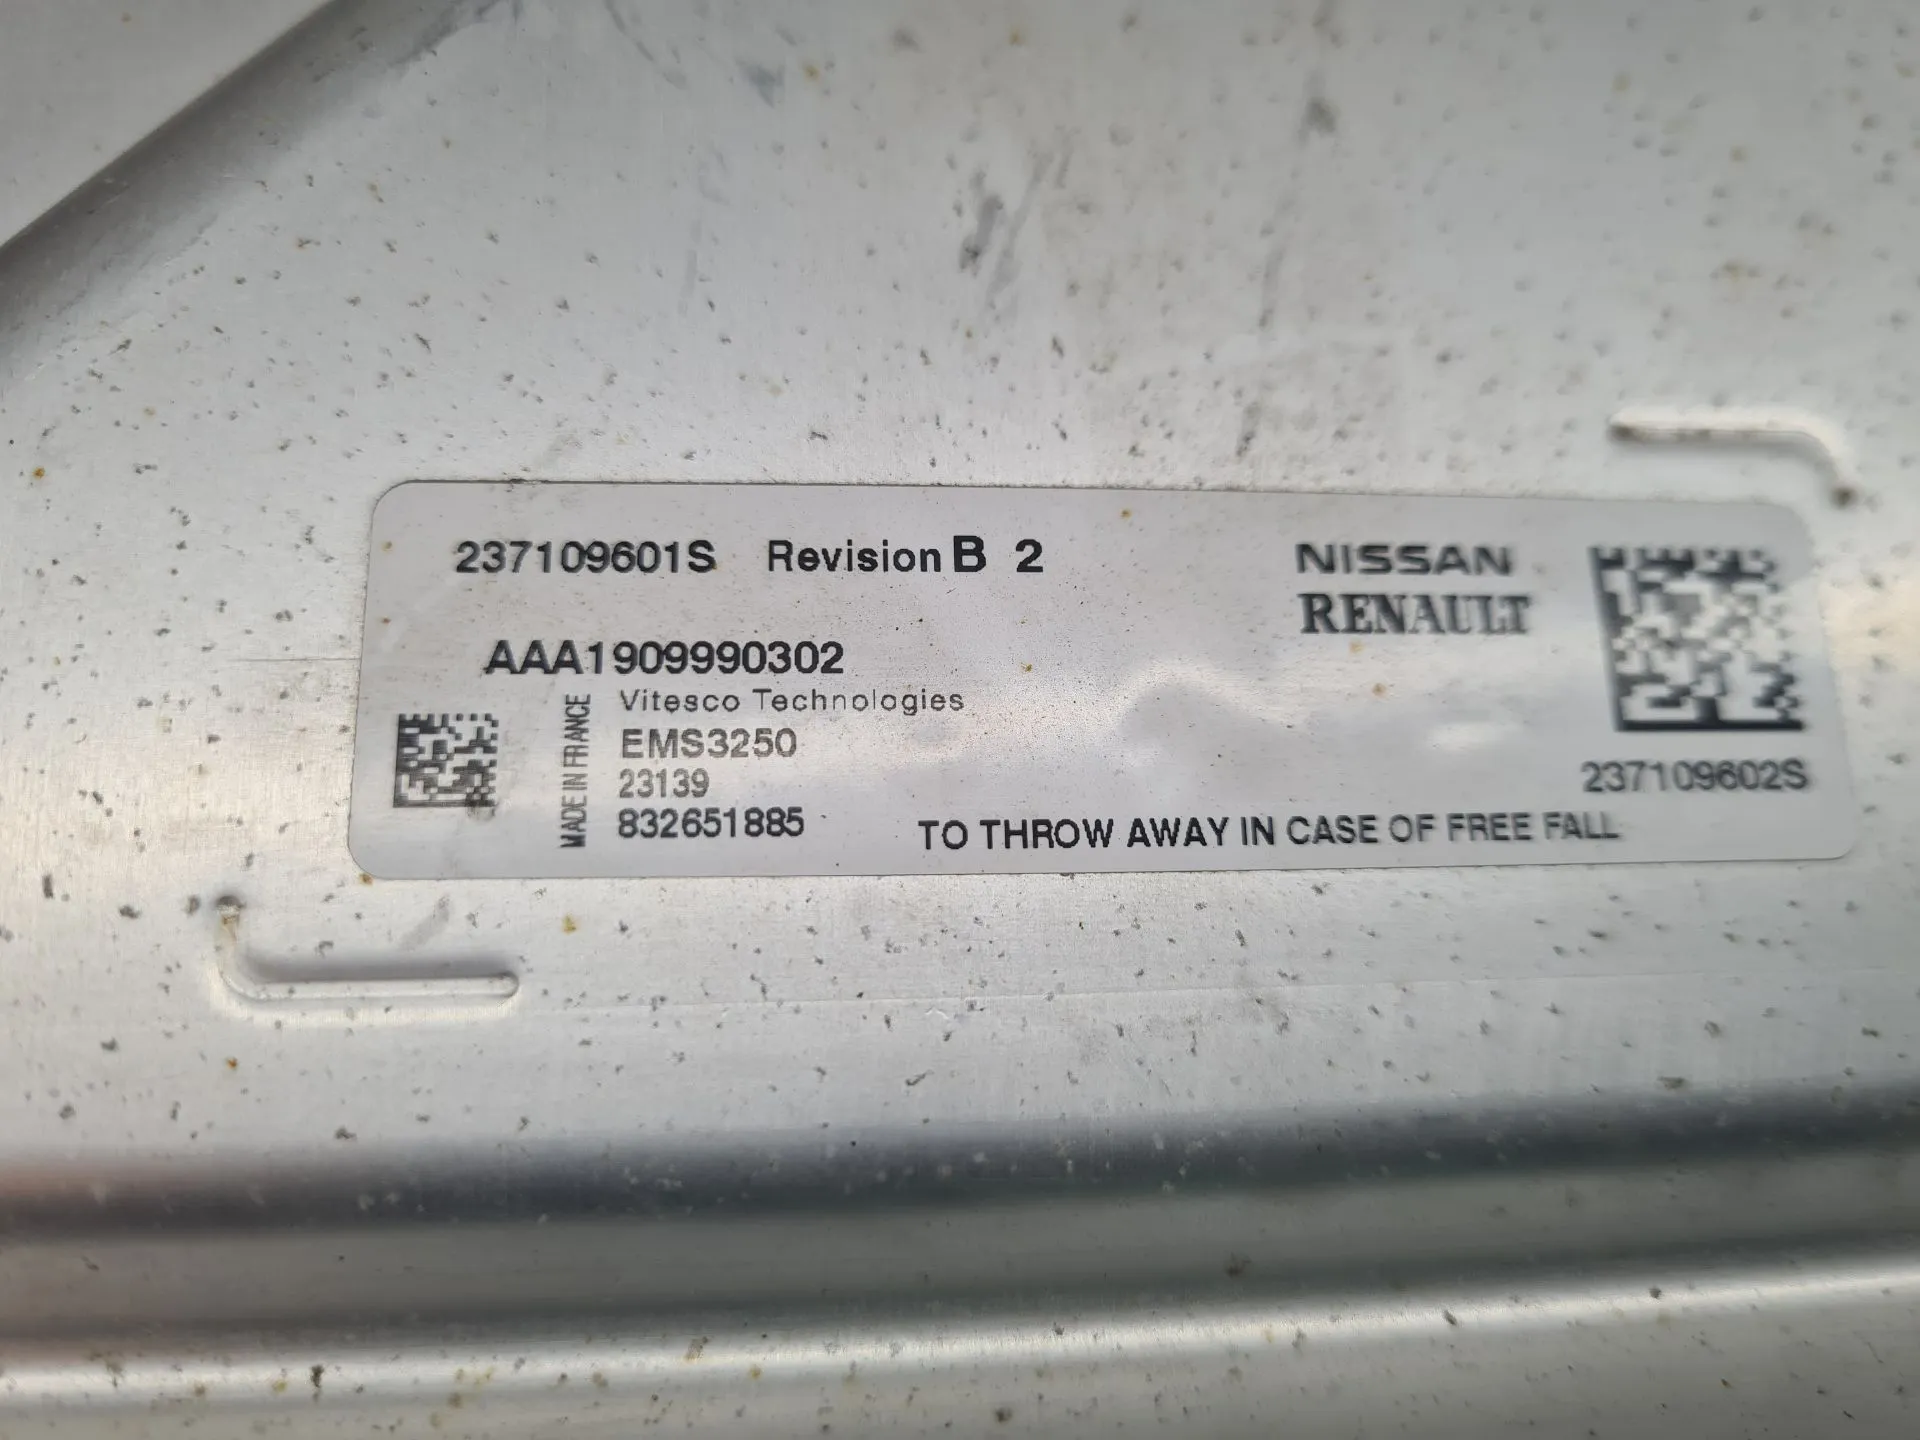 237109601S Revision B 2
NISSAN
RENAULT
AAA1909990302
MADE IN FRANCE
Vitesco Technologies
EMS3250
23139
832651885
237109602S
TO THROW AWAY IN CASE OF FREE FALL